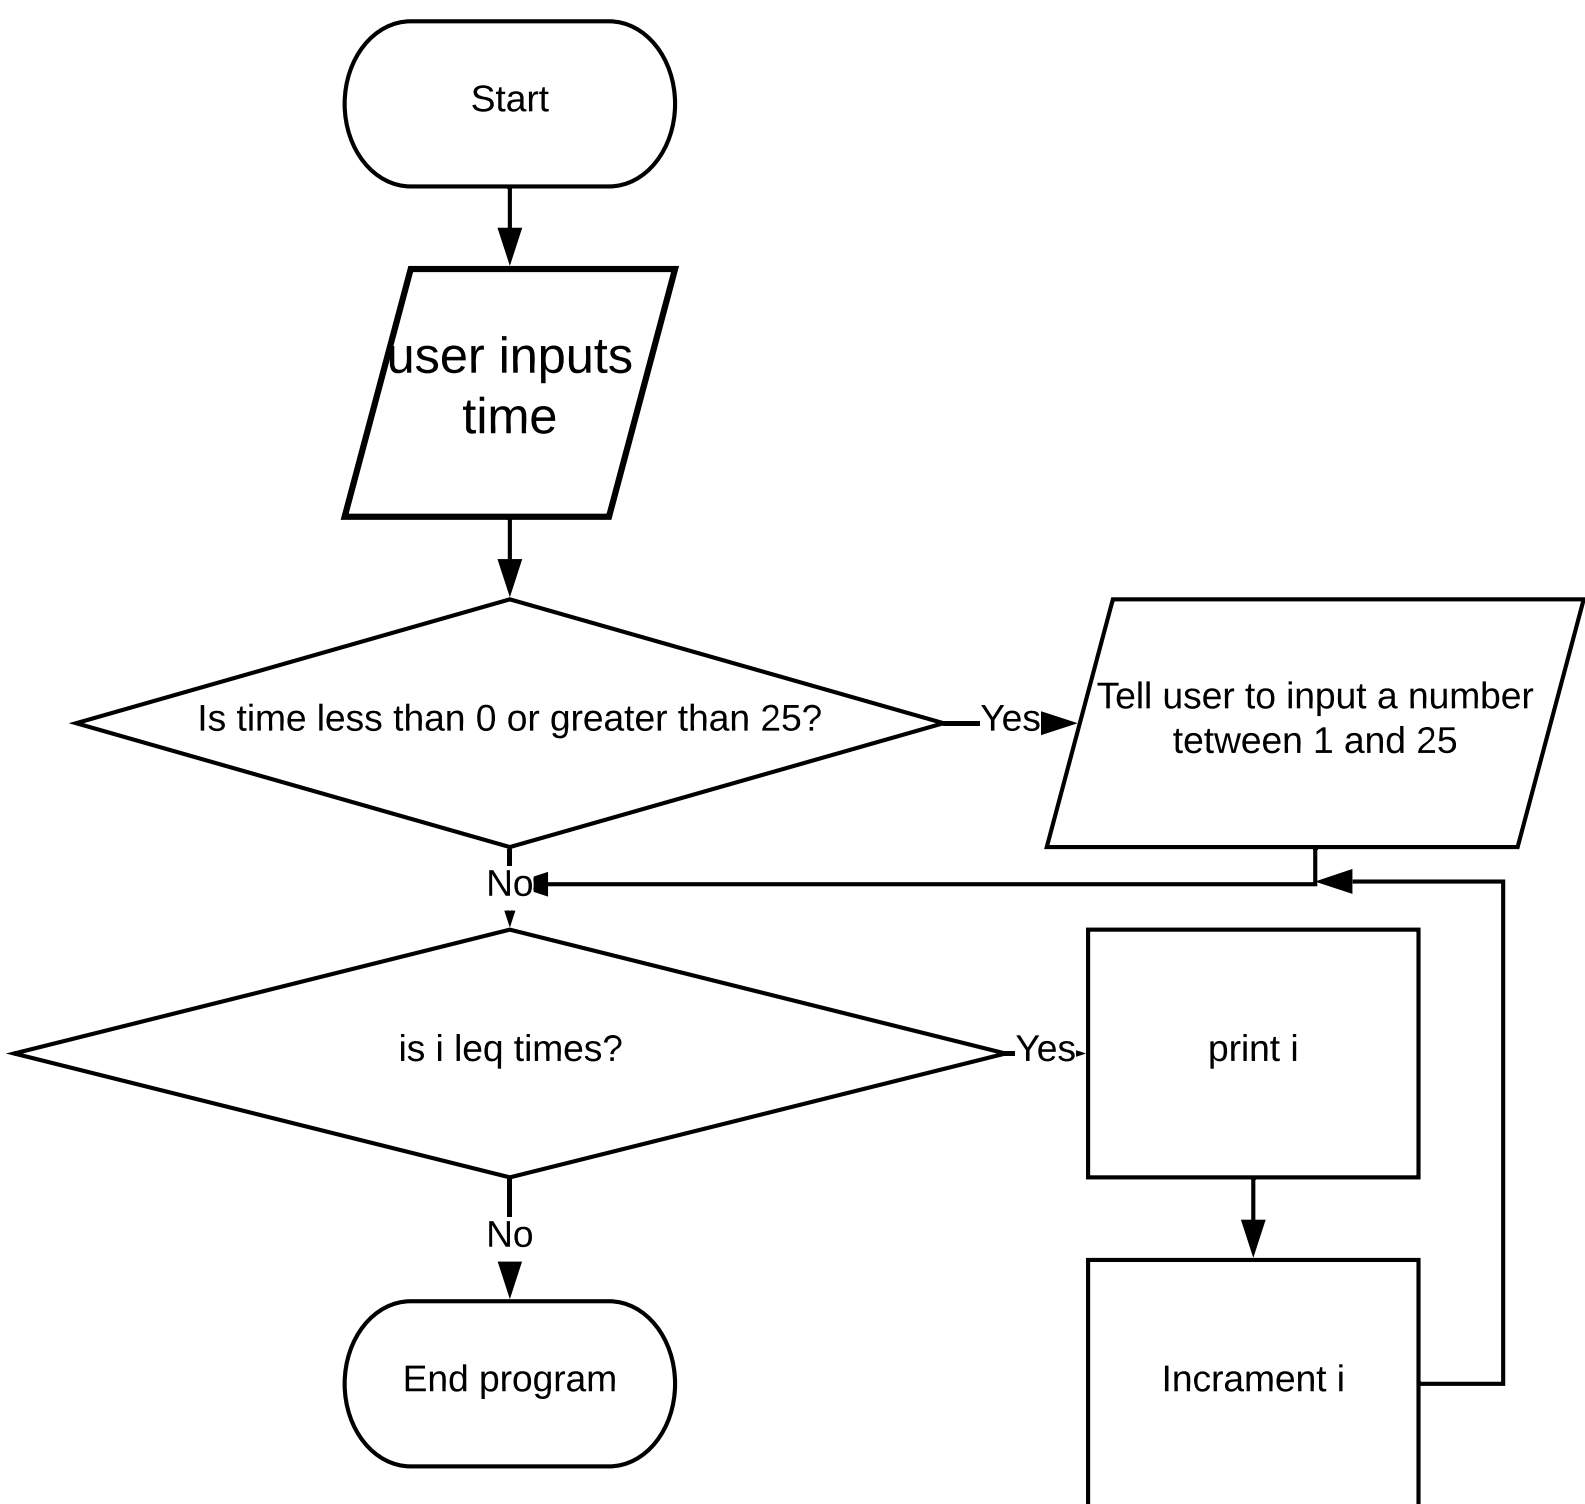 Start
user inputs
time
Is time less than 0 or greater than 25?
Yes
Tell user to input a number
tetween 1 and 25
No
is i leq times?
Yes
print i
No
End program
Incrament i